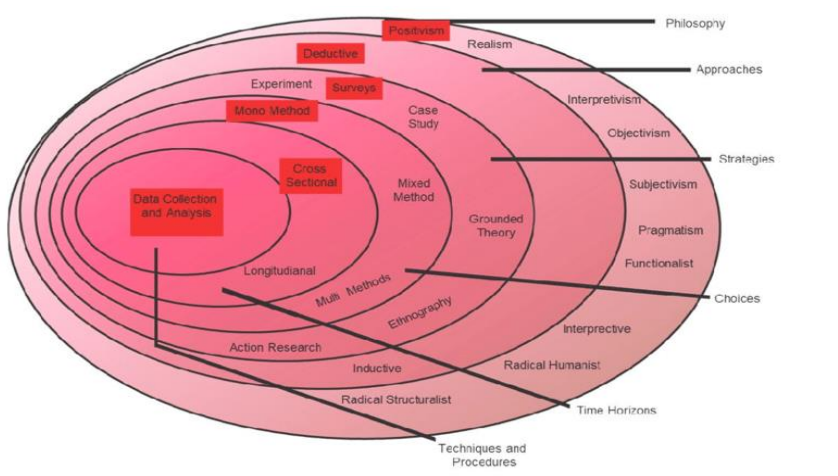 Positivism
Philosophy
Realism
Deductive
Approaches
Experiment
Surveys
Interpretivism
Mono Method
Case
Study
Objectivism
Strategies
Cross
Sectional
Mixed
Method
Subjectivism
Data Collection
and Analysis
Grounded
Theory
Pragmatism
Functionalist
Longitudianal
Multi Methods
Choices
Ethnography
Interprective
Action Research
Radical Humanist
Inductive
Radical Structuralist
Time Horizons
Techniques and
Procedures